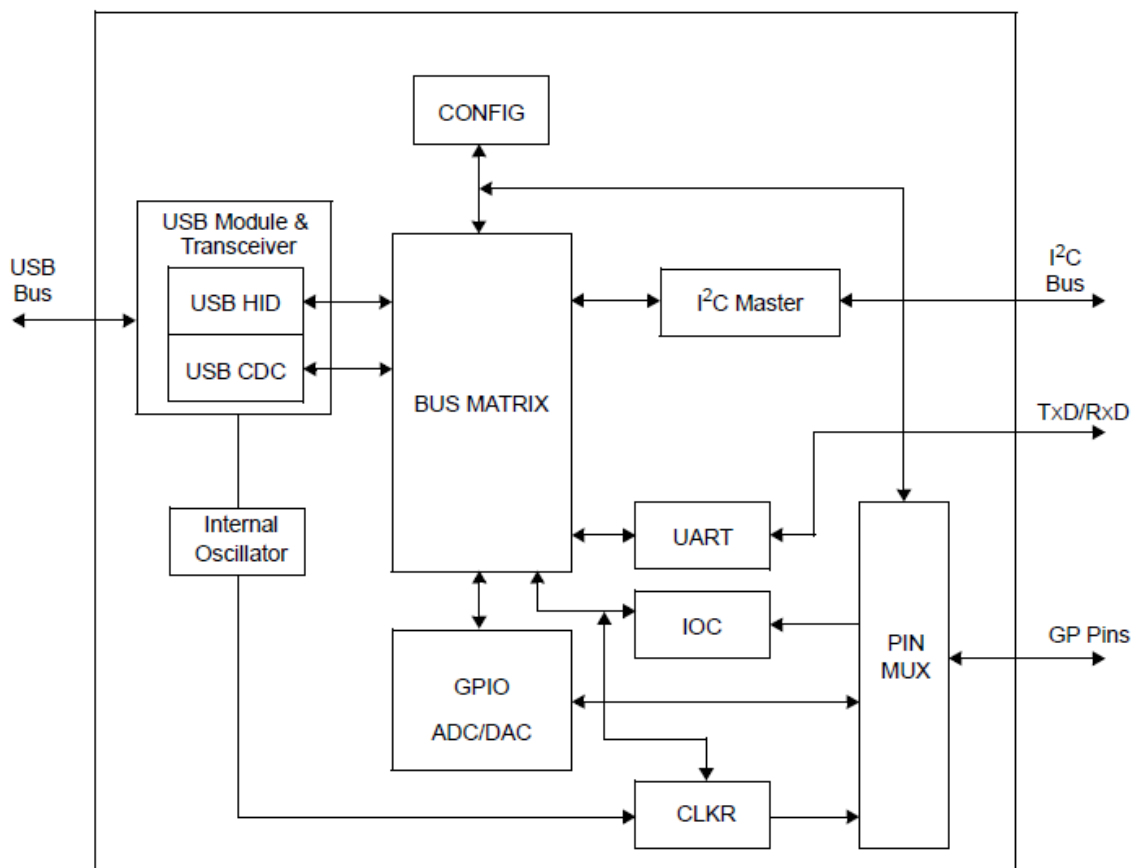 CONFIG
USB Module &
Transceiver
USB
Bus
USB HID
USB CDC
BUS MATRIX
I²C Master
I²C
Bus
TxD/RxD
Internal
Oscillator
UART
IOC
PIN
MUX
GP Pins
GPIO
ADC/DAC
CLKR